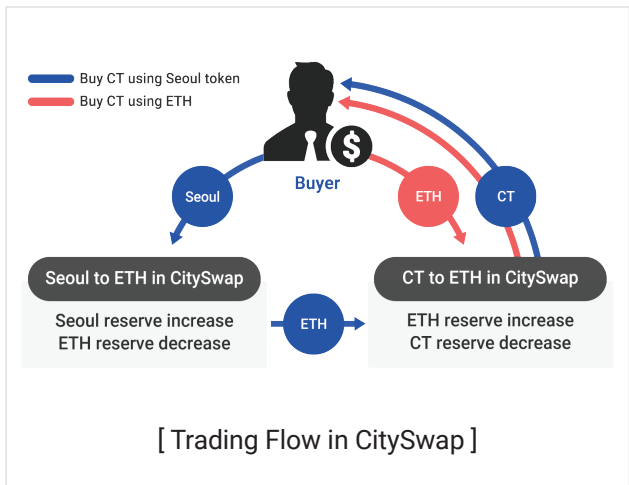 Buy CT using Seoul token
Buy CT using ETH
$
Buyer
Seoul
ETH
CT
Seoul to ETH in CitySwap
CT to ETH in CitySwap
Seoul reserve increase
ETH reserve decrease
ETH
ETH reserve increase
CT reserve decrease
[ Trading Flow in CitySwap ]